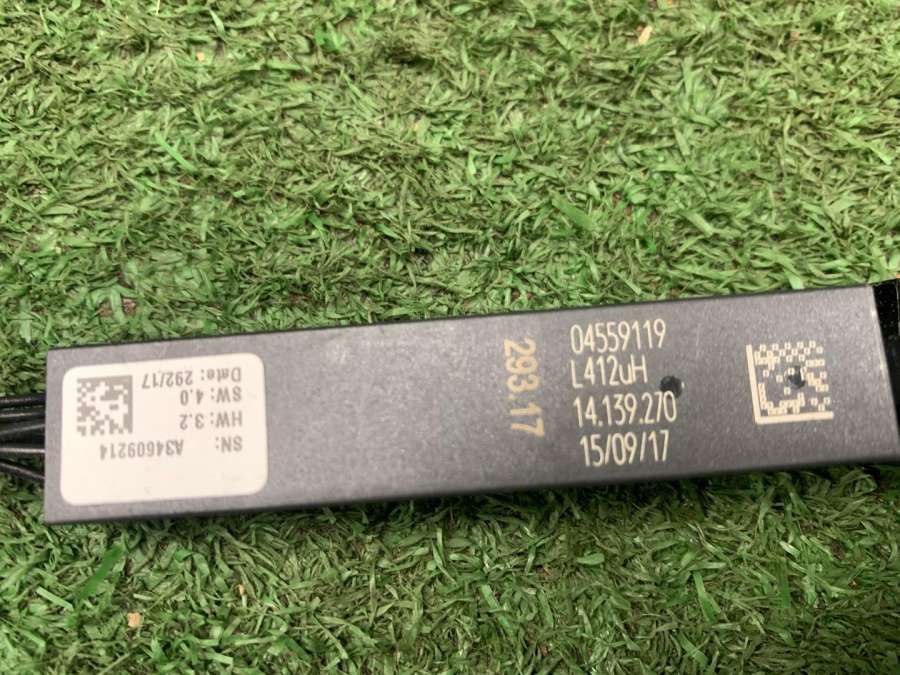 SN:
A34609214
HW: 3.2
SW: 4.0
Date: 292/17
293.17
04559119
L412uH
14.139.270
15/09/17